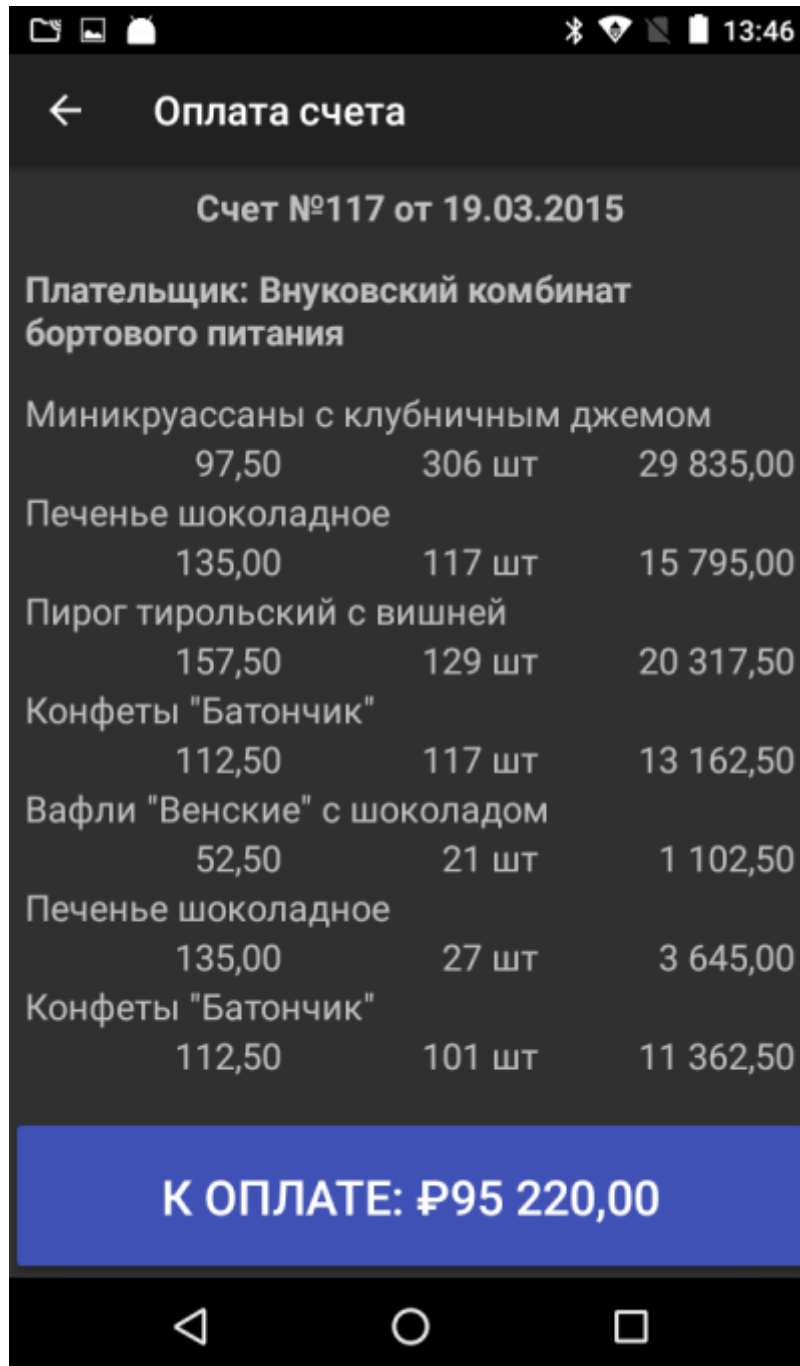 13:46
Оплата счета
Счет №117 от 19.03.2015
Плательщик: Внуковский комбинат
бортового питания
Миникруассаны с клубничным джемом
97,50 306 шт 29 835,00
Печенье шоколадное
135,00 117 шт 15 795,00
Пирог тирольский с вишней
157,50 129 шт 20 317,50
Конфеты "Батончик"
112,50 117 шт 13 162,50
Вафли "Венские" с шоколадом
52,50 21 шт 1 102,50
Печенье шоколадное
135,00 27 шт 3 645,00
Конфеты "Батончик"
112,50 101 шт 11 362,50
К ОПЛАТЕ: ₽95 220,00